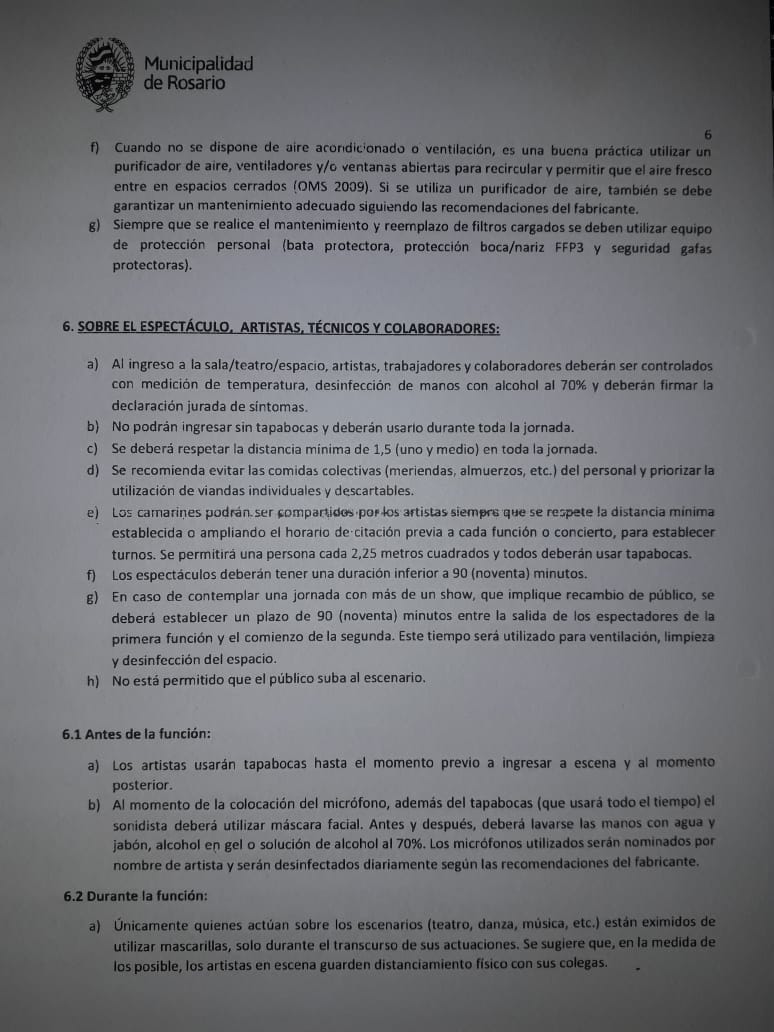 Municipalidad
de Rosario
6
f) Cuando no se dispone de aire acondicionado o ventilación, es una buena práctica utilizar un
purificador de aire, ventiladores y/o ventanas abiertas para recircular y permitir que el aire fresco
entre en espacios cerrados (OMS 2009). Si se utiliza un purificador de aire, también se debe
garantizar un mantenimiento adecuado siguiendo las recomendaciones del fabricante.
g) Siempre que se realice el mantenimiento y reemplazo de filtros cargados se deben utilizar equipo
de protección personal (bata protectora, protección boca/nariz FFP3 y seguridad gafas
protectoras).
6. SOBRE EL ESPECTÁCULO, ARTISTAS, TÉCNICOS Y COLABORADORES:
a) Al ingreso a la sala/teatro/espacio, artistas, trabajadores y colaboradores deberán ser controlados
con medición de temperatura, desinfección de manos con alcohol al 70% y deberán firmar la
declaración jurada de síntomas.
b) No podrán ingresar sin tapabocas y deberán usarlo durante toda la jornada.
c) Se deberá respetar la distancia mínima de 1,5 (uno y medio) en toda la jornada.
d) Se recomienda evitar las comidas colectivas (meriendas, almuerzos, etc.) del personal y priorizar la
utilización de viandas individuales y descartables.
e) Los camarines podrán ser compartidos por los artistas siempre que se respete la distancia mínima
establecida o ampliando el horario de citación previa a cada función o concierto, para establecer
turnos. Se permitirá una persona cada 2,25 metros cuadrados y todos deberán usar tapabocas.
f) Los espectáculos deberán tener una duración inferior a 90 (noventa) minutos.
g) En caso de contemplar una jornada con más de un show, que implique recambio de público, se
deberá establecer un plazo de 90 (noventa) minutos entre la salida de los espectadores de la
primera función y el comienzo de la segunda. Este tiempo será utilizado para ventilación, limpieza
y desinfección del espacio.
h) No está permitido que el público suba al escenario.
6.1 Antes de la función:
a) Los artistas usarán tapabocas hasta el momento previo a ingresar a escena y al momento
posterior.
b) Al momento de la colocación del micrófono, además del tapabocas (que usará todo el tiempo) el
sonidista deberá utilizar máscara facial. Antes y después, deberá lavarse las manos con agua y
jabón, alcohol en gel o solución de alcohol al 70%. Los micrófonos utilizados serán nominados por
nombre de artista y serán desinfectados diariamente según las recomendaciones del fabricante.
6.2 Durante la función:
a) Únicamente quienes actúan sobre los escenarios (teatro, danza, música, etc.) están eximidos de
utilizar mascarillas, solo durante el transcurso de sus actuaciones. Se sugiere que, en la medida de
los posible, los artistas en escena guarden distanciamiento físico con sus colegas.